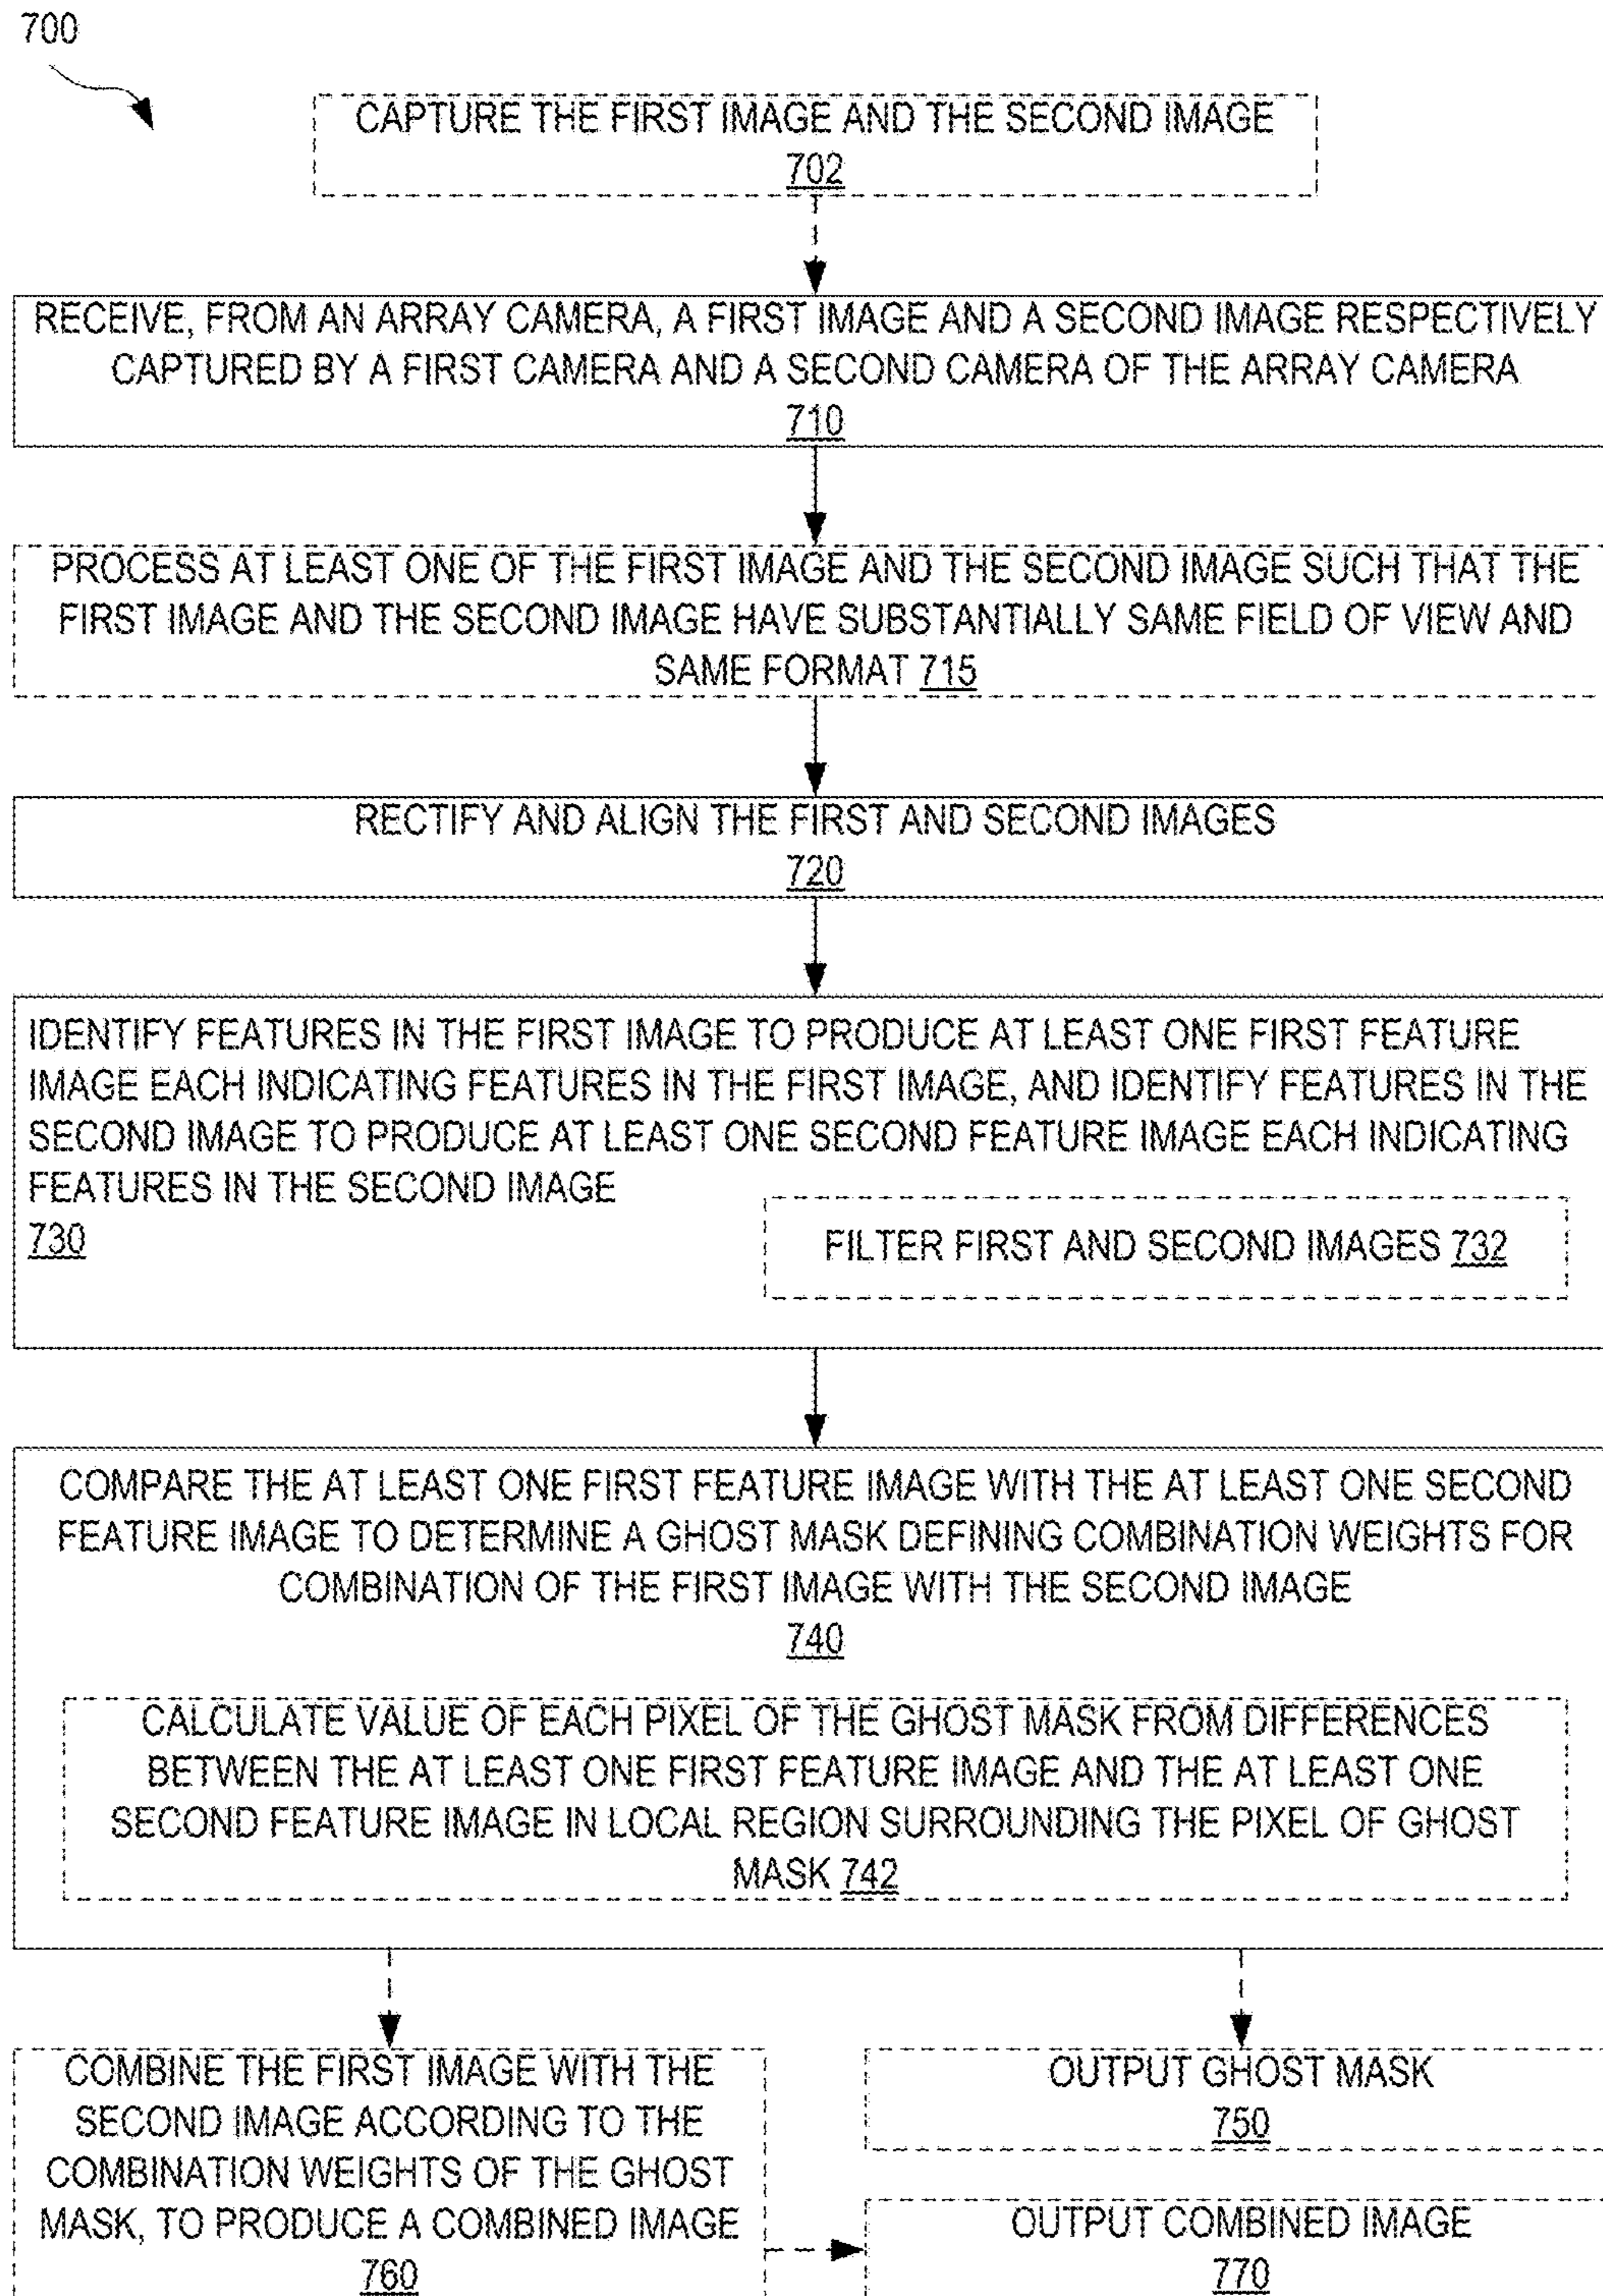 700
CAPTURE THE FIRST IMAGE AND THE SECOND IMAGE
702
RECEIVE, FROM AN ARRAY CAMERA, A FIRST IMAGE AND A SECOND IMAGE RESPECTIVELY
CAPTURED BY A FIRST CAMERA AND A SECOND CAMERA OF THE ARRAY CAMERA
710
PROCESS AT LEAST ONE OF THE FIRST IMAGE AND THE SECOND IMAGE SUCH THAT THE
FIRST IMAGE AND THE SECOND IMAGE HAVE SUBSTANTIALLY SAME FIELD OF VIEW AND
SAME FORMAT 715
RECTIFY AND ALIGN THE FIRST AND SECOND IMAGES
720
IDENTIFY FEATURES IN THE FIRST IMAGE TO PRODUCE AT LEAST ONE FIRST FEATURE
IMAGE EACH INDICATING FEATURES IN THE FIRST IMAGE, AND IDENTIFY FEATURES IN THE
SECOND IMAGE TO PRODUCE AT LEAST ONE SECOND FEATURE IMAGE EACH INDICATING
FEATURES IN THE SECOND IMAGE
730
FILTER FIRST AND SECOND IMAGES 732
COMPARE THE AT LEAST ONE FIRST FEATURE IMAGE WITH THE AT LEAST ONE SECOND
FEATURE IMAGE TO DETERMINE A GHOST MASK DEFINING COMBINATION WEIGHTS FOR
COMBINATION OF THE FIRST IMAGE WITH THE SECOND IMAGE
740
CALCULATE VALUE OF EACH PIXEL OF THE GHOST MASK FROM DIFFERENCES
BETWEEN THE AT LEAST ONE FIRST FEATURE IMAGE AND THE AT LEAST ONE
SECOND FEATURE IMAGE IN LOCAL REGION SURROUNDING THE PIXEL OF GHOST
MASK 742
COMBINE THE FIRST IMAGE WITH THE
SECOND IMAGE ACCORDING TO THE
COMBINATION WEIGHTS OF THE GHOST
MASK, TO PRODUCE A COMBINED IMAGE
760
OUTPUT GHOST MASK
750
OUTPUT COMBINED IMAGE
770